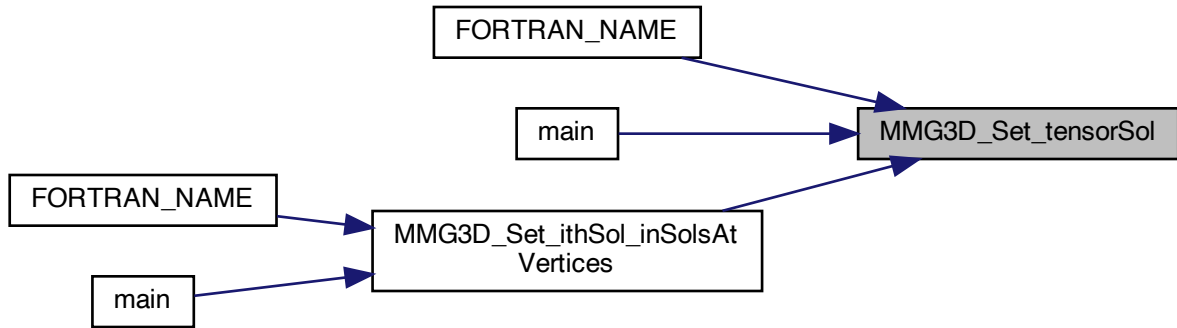 FORTRAN_NAME
main
MMG3D_Set_tensorSol
FORTRAN_NAME
MMG3D_Set_ithSol_inSolsAt
Vertices
main